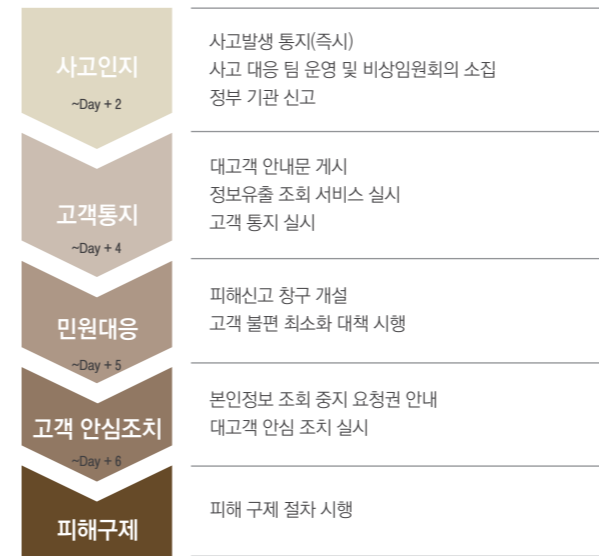 사고인지
~Day + 2
사고발생 통지(즉시)
사고 대응 팀 운영 및 비상임원회의 소집
정부 기관 신고
고객통지
~Day + 4
대고객 안내문 게시
정보유출 조회 서비스 실시
고객 통지 실시
민원대응
~Day + 5
피해신고 창구 개설
고객 불편 최소화 대책 시행
고객 안심조치
~Day + 6
본인정보 조회 중지 요청권 안내
대고객 안심 조치 실시
피해구제
피해 구제 절차 시행